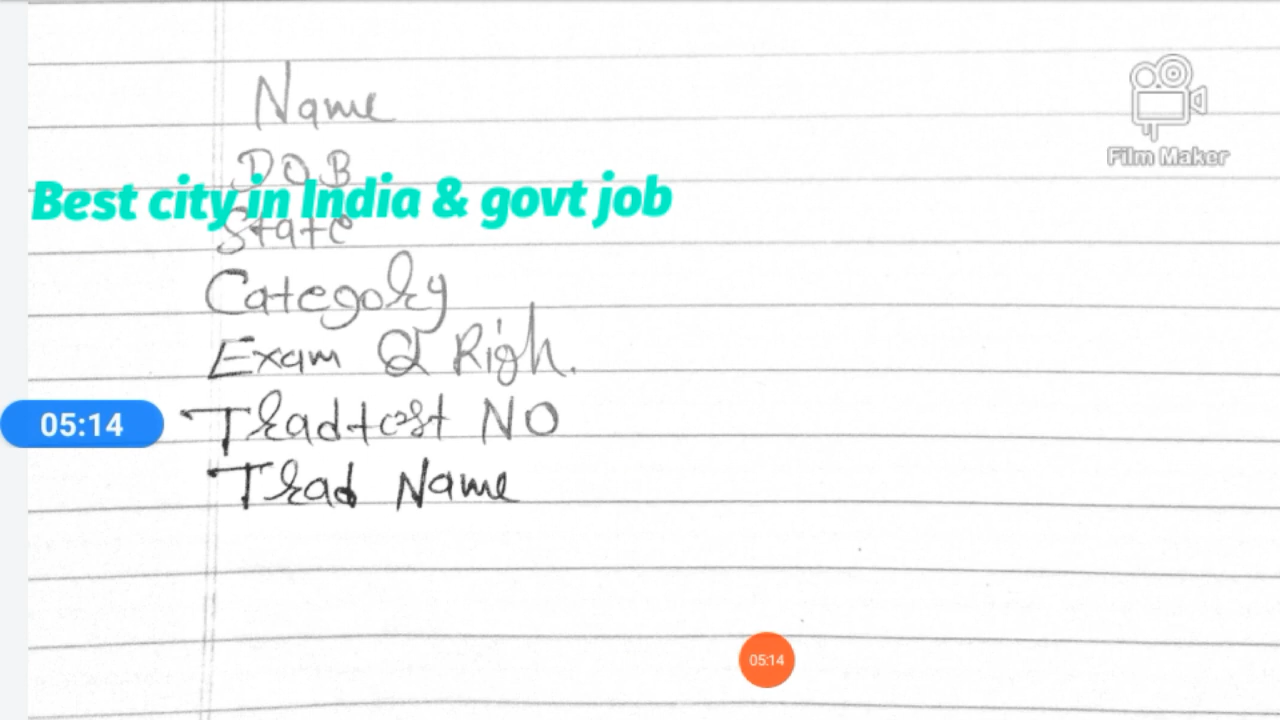 Name
DOB
Best city in India & govt job
State
Category
Exam Q Righ.
Tradtest NO
Trad Name
05:14
05:14
Film Maker